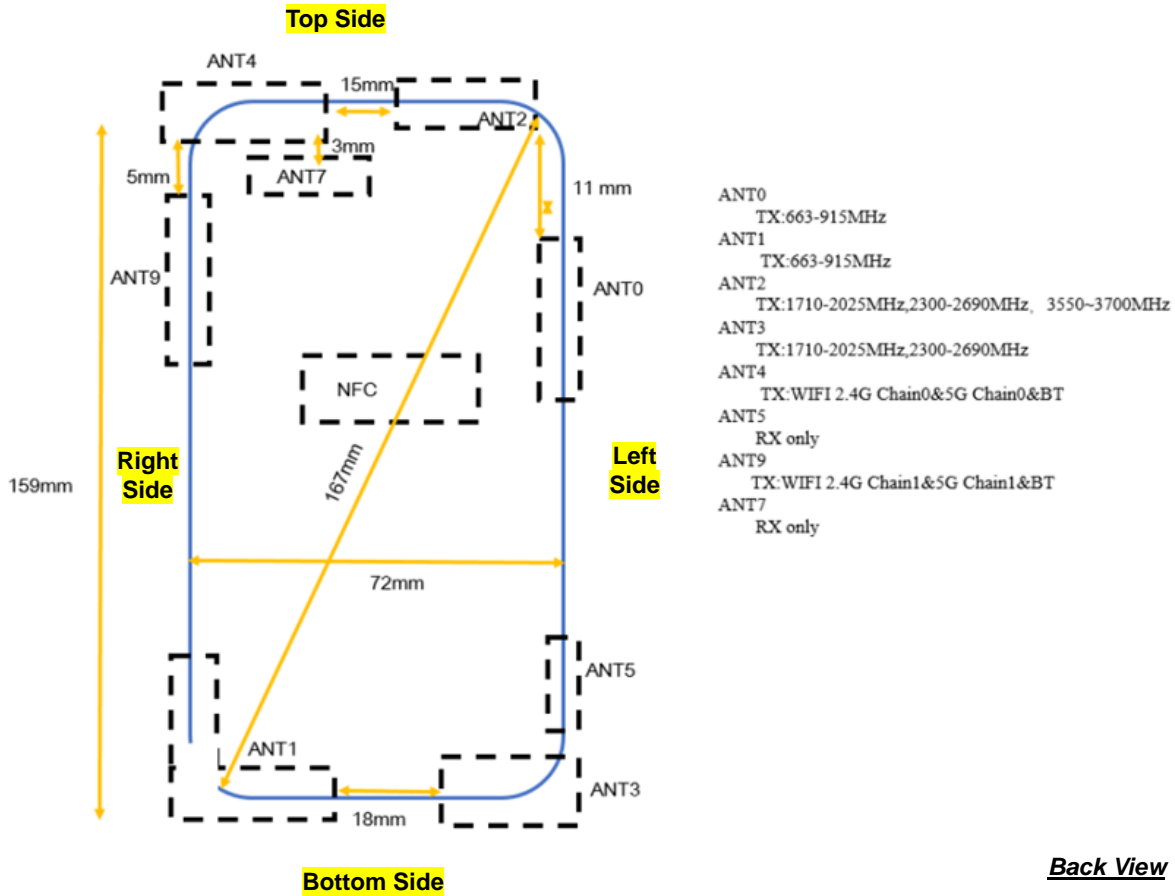 Top Side
ANT4
15mm
ANT2
3mm
ANT7
5mm
11 mm
ANT9
ANT0
NFC
Right
Side
Left
Side
159mm
167mm
72mm
ANT5
ANT1
ANT3
18mm
Bottom Side
ANT0
TX:663-915MHz
ANT1
TX:663-915MHz
ANT2
TX:1710-2025MHz,2300-2690MHz, 3550~3700MHz
ANT3
TX:1710-2025MHz,2300-2690MHz
ANT4
TX:WIFI 2.4G Chain0&5G Chain0&BT
ANT5
RX only
ANT9
TX:WIFI 2.4G Chain1&5G Chain1&BT
ANT7
RX only
Back View